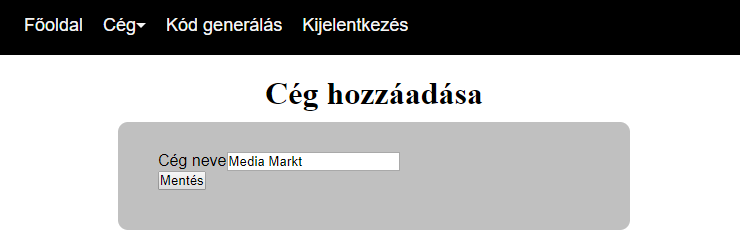 Főoldal Cég Kód generálás Kijelentkezés
Cég hozzáadása
Cég neve Media Markt
Mentés